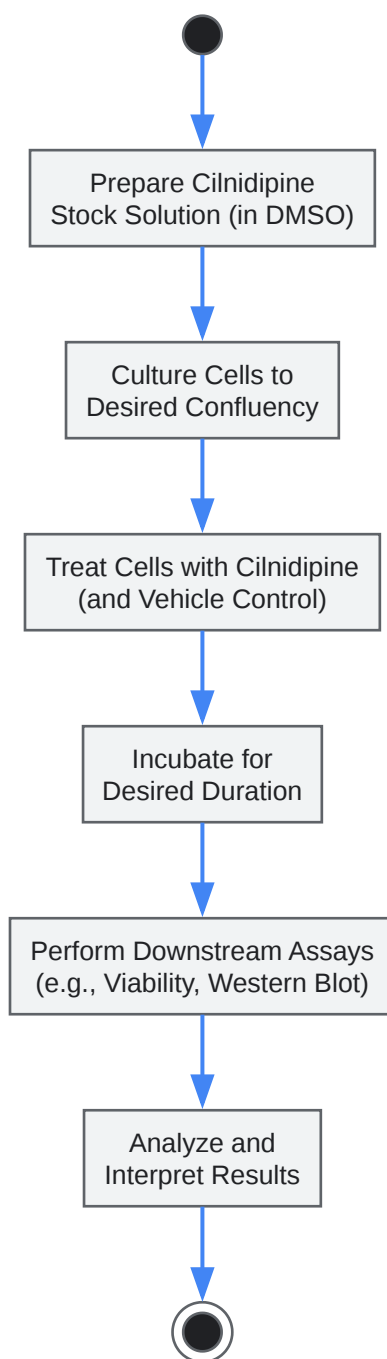 Prepare Cilnidipine
Stock Solution (in DMSO)
Culture Cells to
Desired Confluency
Treat Cells with Cilnidipine
(and Vehicle Control)
Incubate for
Desired Duration
Perform Downstream Assays
(e.g., Viability, Western Blot)
Analyze and
Interpret Results